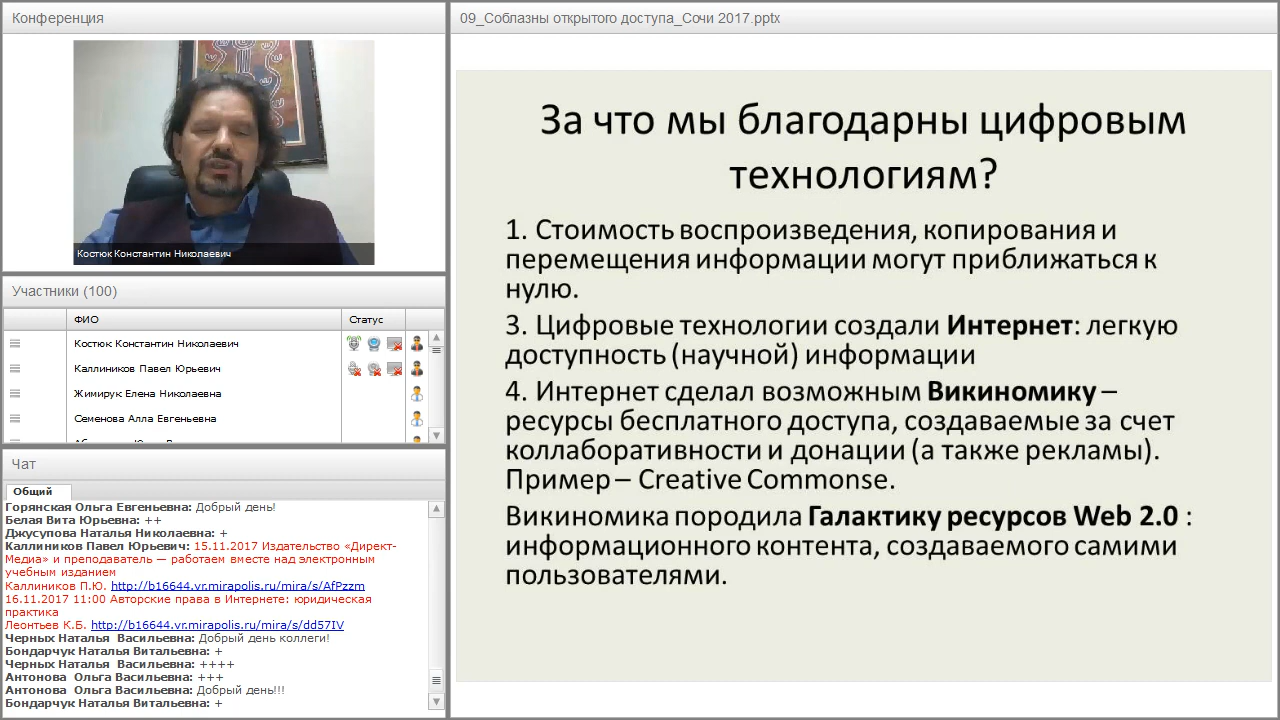 Конференция
Костюк Константин Николаевич
Участники (100)
ФИО
Статус
Костюк Константин Николаевич
Каллиников Павел Юрьевич
Жимирук Елена Николаевна
Семенова Алла Евгеньевна
Чат
Общий
Горянская Ольга Евгеньевна: Добрый день!
Белая Вита Юрьевна: ++
Джусупова Наталья Николаевна: +
Каллиников Павел Юрьевич: 15.11.2017 Издательство «Директ-
Медиа» и преподаватель — работаем вместе над электронным
учебным изданием
Каллиников П.Ю. http://b16644.vr.mirapolis.ru/mira/s/AfPzzm
16.11.2017 11:00 Авторские права в Интернете: юридическая
практика
Леонтьев К.Б. http://b16644.vr.mirapolis.ru/mira/s/dd57IV
Черных Наталья Васильевна: Добрый день коллеги!
Бондарчук Наталья Витальевна: +
Черных Наталья Васильевна: ++++
Антонова Ольга Васильевна: +++
Антонова Ольга Васильевна: Добрый день!!!
Бондарчук Наталья Витальевна: +
09_Соблазны открытого доступа_Сочи 2017.pptx
За что мы благодарны цифровым
технологиям?
1. Стоимость воспроизведения, копирования и
перемещения информации могут приближаться к
нулю.
3. Цифровые технологии создали Интернет: легкую
доступность (научной) информации
4. Интернет сделал возможным Викиномику –
ресурсы бесплатного доступа, создаваемые за счет
коллаборативности и донации (а также рекламы).
Пример – Creative Commonse.
Викиномика породила Галактику ресурсов Web 2.0 :
информационного контента, создаваемого самими
пользователями.